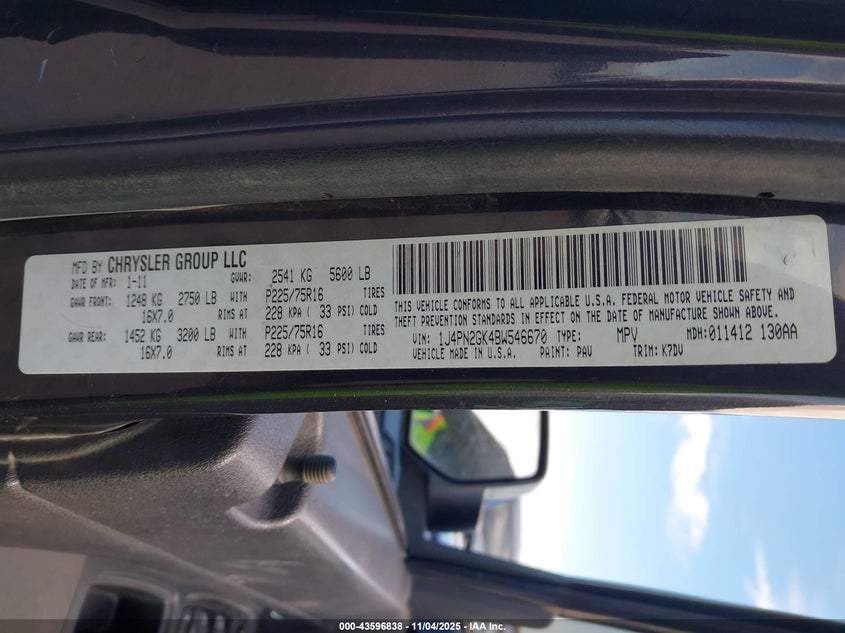 MFD BY CHRYSLER GROUP LLC
DATE OF MFR: 1-11 GVWR: 2541 KG 5600 LB
GAWR FRONT: 1248 KG 2750 LB WITH P225/75R16 TIRES
16X7.0 RIMS AT 228 KPA ( 33 PSI) COLD
GAWR REAR: 1452 KG 3200 LB WITH P225/75R16 TIRES
16X7.0 RIMS AT 228 KPA ( 33 PSI) COLD
THIS VEHICLE CONFORMS TO ALL APPLICABLE U.S.A. FEDERAL MOTOR VEHICLE SAFETY AND
THEFT PREVENTION STANDARDS IN EFFECT ON THE DATE OF MANUFACTURE SHOWN ABOVE.
VIN: 1J4PN2GK4BW546670 TYPE: MPV MDH: 011412 130AA
VEHICLE MADE IN U.S.A. PAINT: PAV TRIM: K7DV
000-43596838 - 11/04/2025 - IAA Inc.